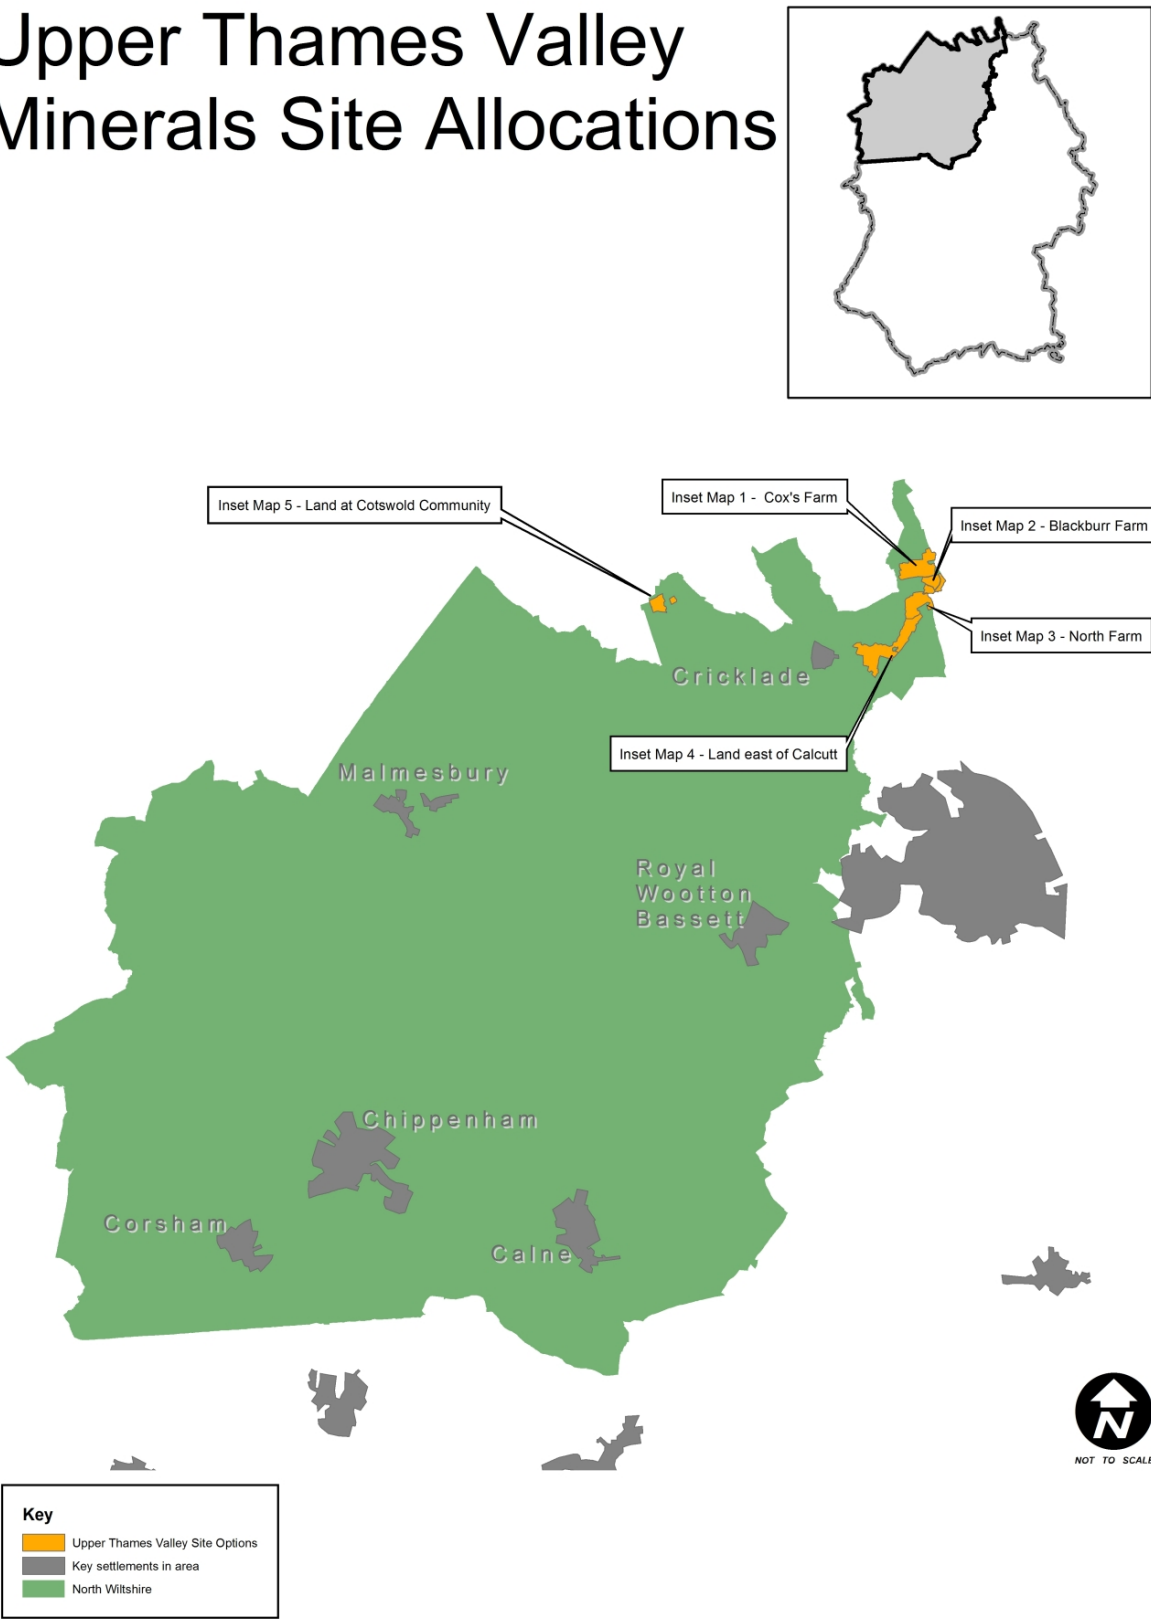 Upper Thames Valley
Minerals Site Allocations
Inset Map 5 - Land at Cotswold Community
Inset Map 1 - Cox's Farm
Inset Map 2 - Blackburr Farm
Inset Map 3 - North Farm
Cricklade
Inset Map 4 - Land east of Calcutt
Malmesbury
Royal
Wootton
Bassett
Chippenham
Corsham
Calne
N
NOT TO SCALE
Key
Upper Thames Valley Site Options
Key settlements in area
North Wiltshire